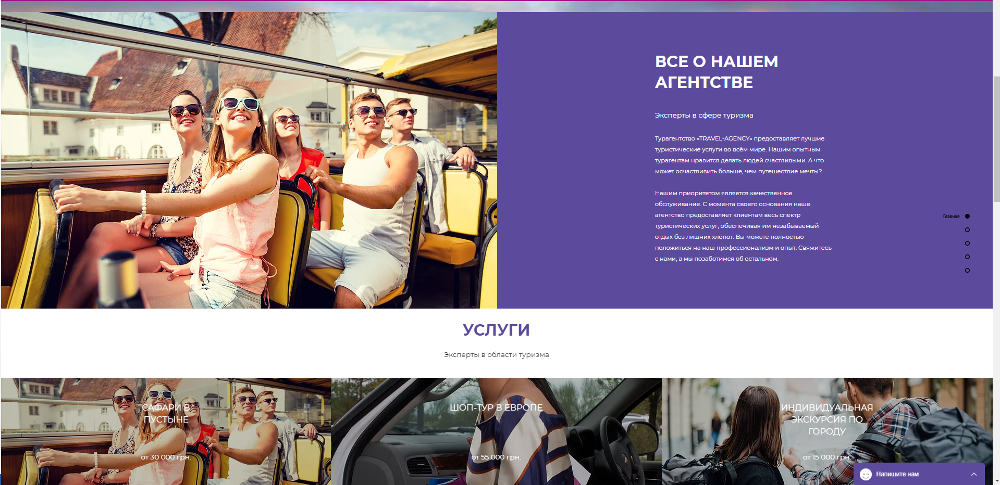 ВСЕ О НАШЕМ
АГЕНТСТВЕ
Эксперты в сфере туризма
Турагентство «TRAVEL-AGENCY» предоставляет лучшие
туристические услуги во всём мире. Нашим опытным
турагентам нравится делать людей счастливыми. А что
может осчастливить больше, чем путешествие мечты?
Нашим приоритетом является качественное
обслуживание. С момента своего основания наше
агентство предоставляет клиентам весь спектр
туристических услуг, обеспечивая им незабываемый
отдых без лишних хлопот. Вы можете полностью
положиться на наш профессионализм и опыт. Свяжитесь
с нами, а мы позаботимся об остальном.
Главная
УСЛУГИ
Эксперты в области туризма
САФАРИ В
ПУСТЫНЕ
от 30 000 грн.
ШОП-ТУР В ЕВРОПЕ
от 55 000 грн.
ИНДИВИДУАЛЬНАЯ
ЭКСКУРСИЯ ПО
ГОРОДУ
от 15 000 грн.
Напишите нам